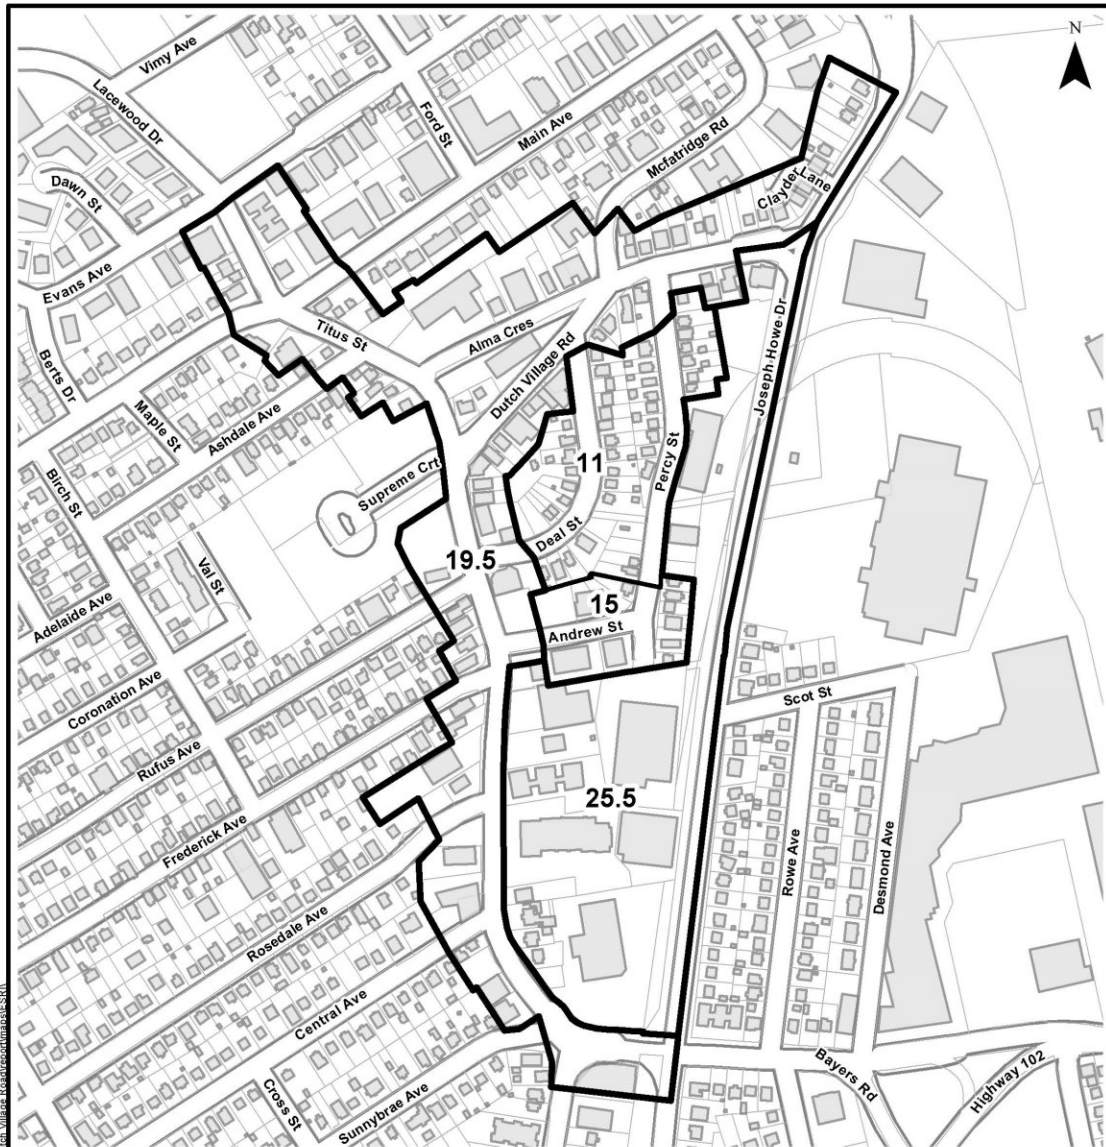 N
Vimy Ave
Lacewood Dr
Ford St
Main Ave
Mcfatridge Rd
Dawn St
Clayder
Lane
Evans Ave
Titus St
Alma Cres
Joseph Howe Dr
Berts Dr
Dutch Village Rd
Maple St
Ashdale Ave
Percy St
11
Birch St
Supreme Crt
Deal St
19.5
Val St
15
Adelaide Ave
Andrew St
Coronation Ave
Scot St
Rufus Ave
25.5
Frederick Ave
Rowe Ave
Desmond Ave
Rosedale Ave
Central Ave
Bayers Rd
Highway 102
Cross St
Sunnybrae Ave